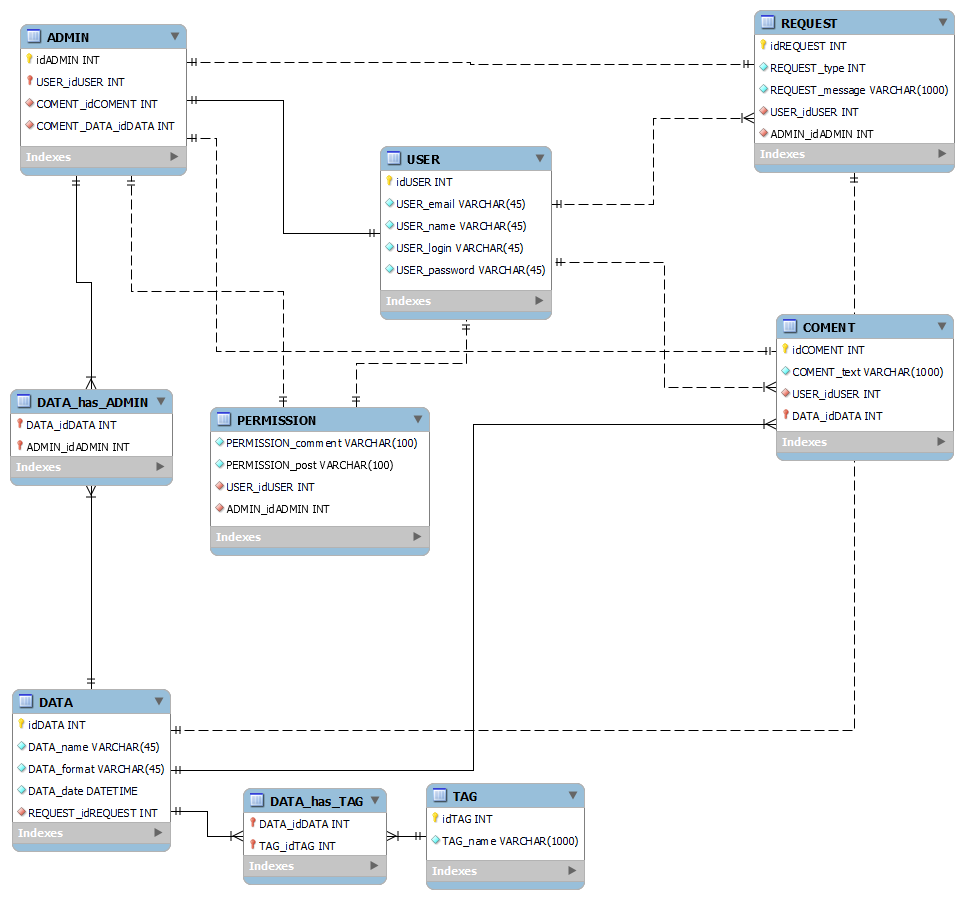 ADMIN
idADMIN INT
USER_idUSER INT
COMENT_idCOMENT INT
COMENT_DATA_idDATA INT
Indexes
REQUEST
idREQUEST INT
REQUEST_type INT
REQUEST_message VARCHAR(1000)
USER_idUSER INT
ADMIN_idADMIN INT
Indexes
USER
idUSER INT
USER_email VARCHAR(45)
USER_name VARCHAR(45)
USER_login VARCHAR(45)
USER_password VARCHAR(45)
Indexes
COMENT
idCOMENT INT
COMENT_text VARCHAR(1000)
USER_idUSER INT
DATA_idDATA INT
Indexes
DATA_has_ADMIN
DATA_idDATA INT
ADMIN_idADMIN INT
Indexes
PERMISSION
PERMISSION_comment VARCHAR(100)
PERMISSION_post VARCHAR(100)
USER_idUSER INT
ADMIN_idADMIN INT
Indexes
DATA
idDATA INT
DATA_name VARCHAR(45)
DATA_format VARCHAR(45)
DATA_date DATETIME
REQUEST_idREQUEST INT
Indexes
DATA_has_TAG
DATA_idDATA INT
TAG_idTAG INT
Indexes
TAG
idTAG INT
TAG_name VARCHAR(1000)
Indexes